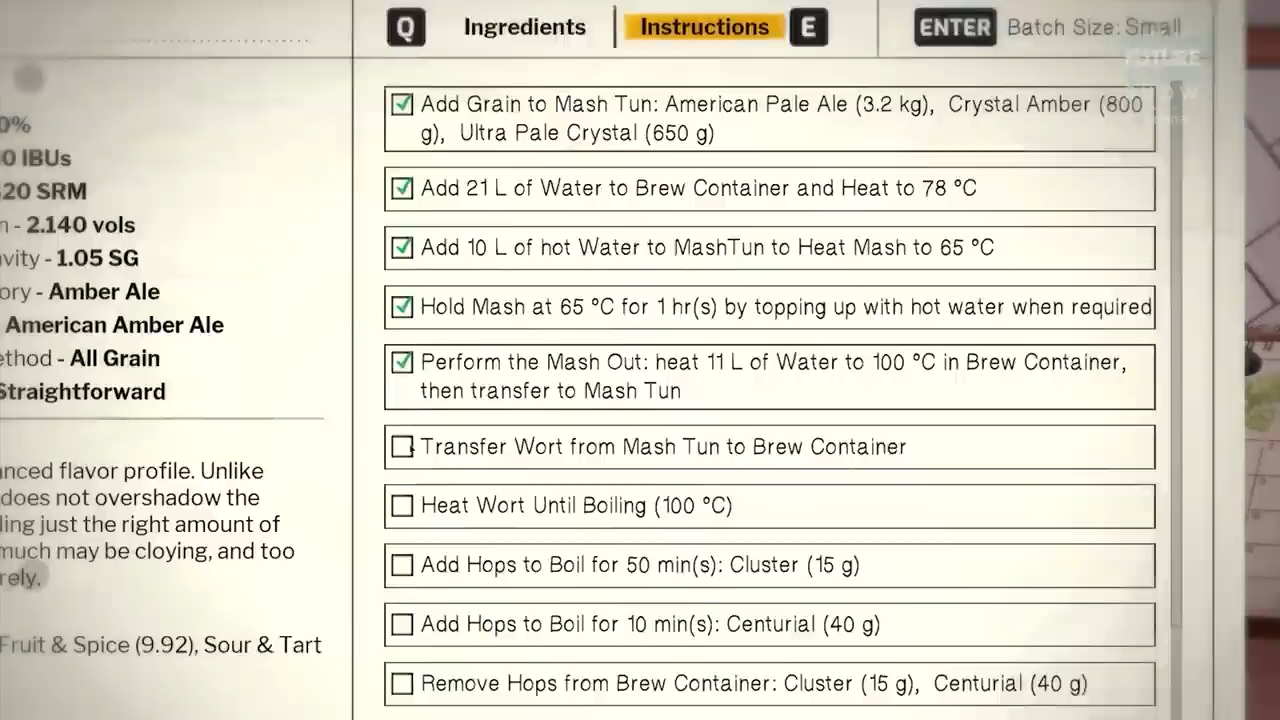 Q Ingredients Instructions E ENTER Batch Size: Small
0%
0 IBUs
20 SRM
n - 2.140 vols
avity - 1.05 SG
ory - Amber Ale
American Amber Ale
ethod - All Grain
Straightforward
nced flavor profile. Unlike
does not overshadow the
ling just the right amount of
much may be cloying, and too
rely.
Fruit & Spice (9.92), Sour & Tart
Add Grain to Mash Tun: American Pale Ale (3.2 kg), Crystal Amber (800
g), Ultra Pale Crystal (650 g)
Add 21 L of Water to Brew Container and Heat to 78 °C
Add 10 L of hot Water to MashTun to Heat Mash to 65 °C
Hold Mash at 65 °C for 1 hr(s) by topping up with hot water when required
Perform the Mash Out: heat 11 L of Water to 100 °C in Brew Container,
then transfer to Mash Tun
Transfer Wort from Mash Tun to Brew Container
Heat Wort Until Boiling (100 °C)
Add Hops to Boil for 50 min(s): Cluster (15 g)
Add Hops to Boil for 10 min(s): Centurial (40 g)
Remove Hops from Brew Container: Cluster (15 g), Centurial (40 g)